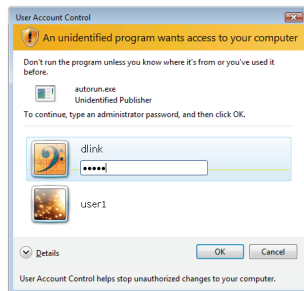 User Account Control
An unidentified program wants access to your computer
Don't run the program unless you know where it's from or you've used it
before.
autorun.exe
Unidentified Publisher
To continue, type an administrator password, and then click OK.
dlink
•••••
user1
Details
OK
Cancel
User Account Control helps stop unauthorized changes to your computer.